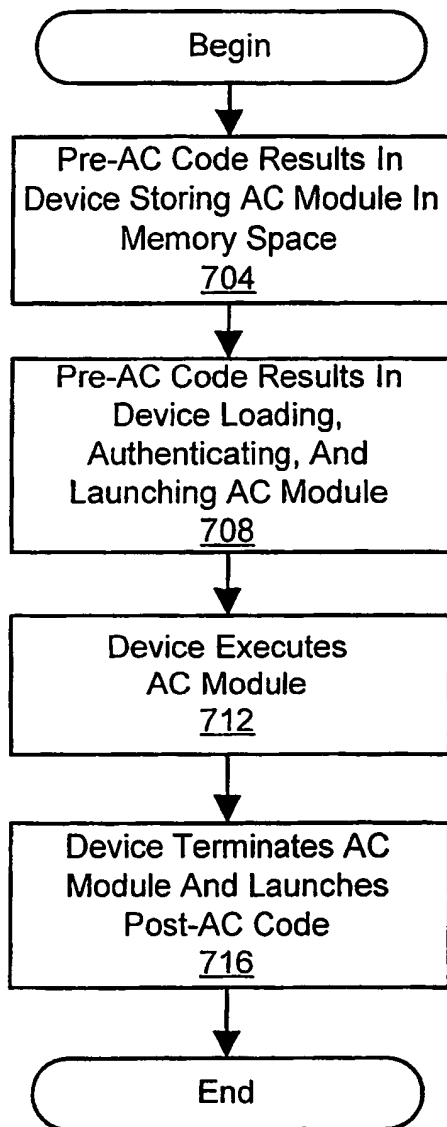 Begin
Pre-AC Code Results In
Device Storing AC Module In
Memory Space
704
Pre-AC Code Results In
Device Loading,
Authenticating, And
Launching AC Module
708
Device Executes
AC Module
712
Device Terminates AC
Module And Launches
Post-AC Code
716
End